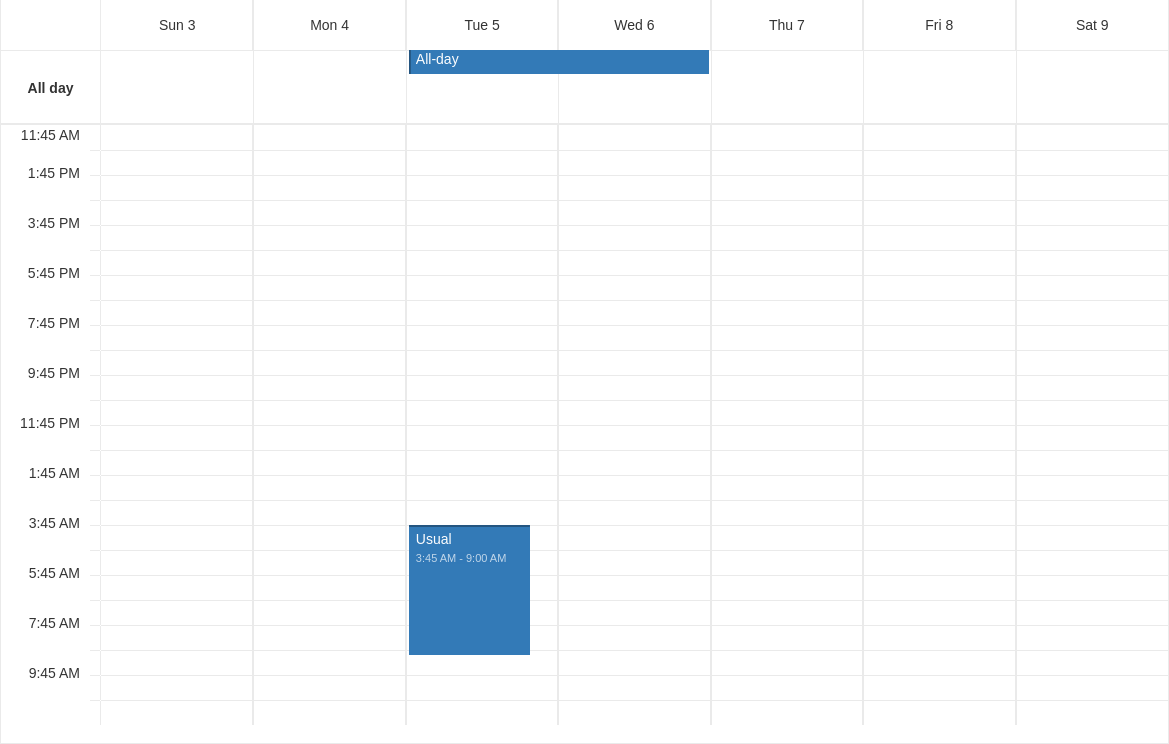 Sun 3 Mon 4 Tue 5 Wed 6 Thu 7 Fri 8 Sat 9
All-day
All day
11:45 AM
1:45 PM
3:45 PM
5:45 PM
7:45 PM
9:45 PM
11:45 PM
1:45 AM
3:45 AM
Usual
3:45 AM - 9:00 AM
5:45 AM
7:45 AM
9:45 AM